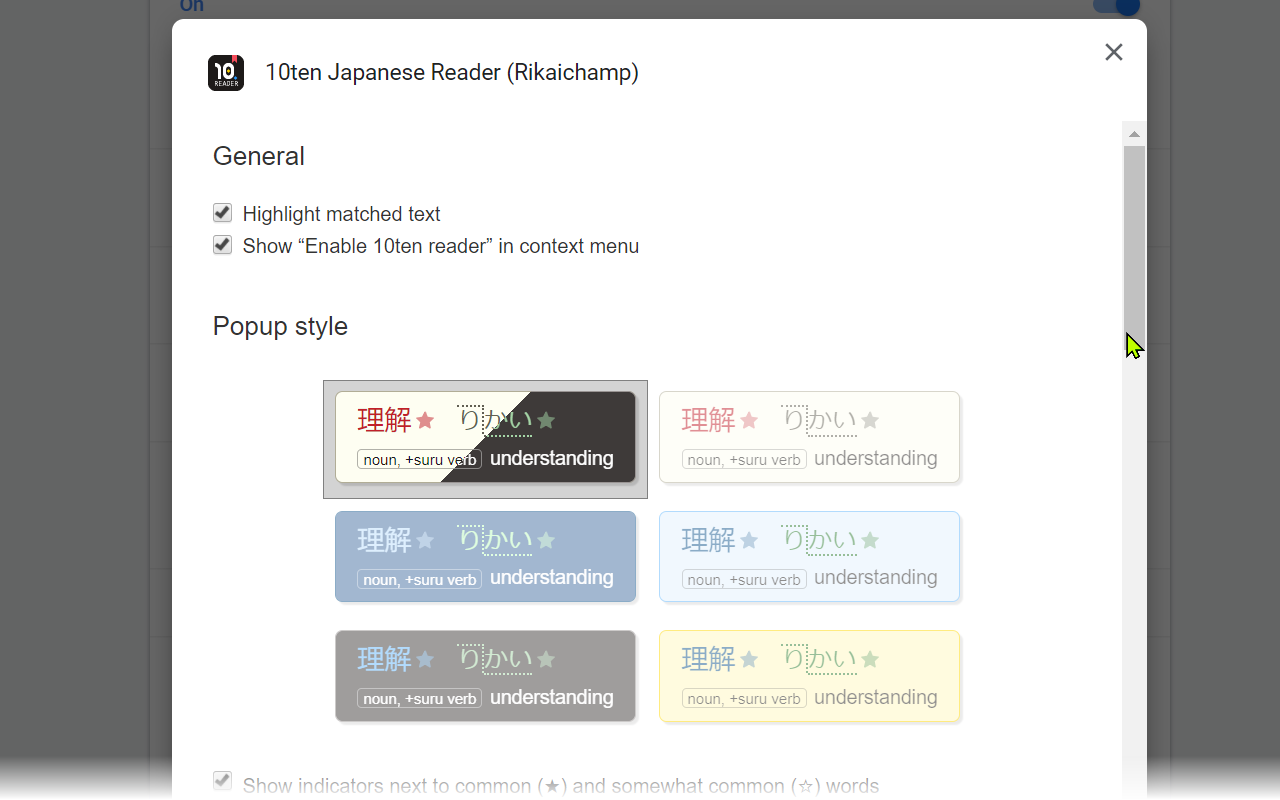 On
10
READER
10ten Japanese Reader (Rikaichamp)
General
Highlight matched text
Show “Enable 10ten reader” in context menu
Popup style
理解★ りかい★
noun, +suru verb understanding
理解★ りかい★
noun, +suru verb understanding
理解★ りかい★
noun, +suru verb understanding
理解★ りかい★
noun, +suru verb understanding
理解★ りかい★
noun, +suru verb understanding
理解★ りかい★
noun, +suru verb understanding
Show indicators next to common (★) and somewhat common (☆) words